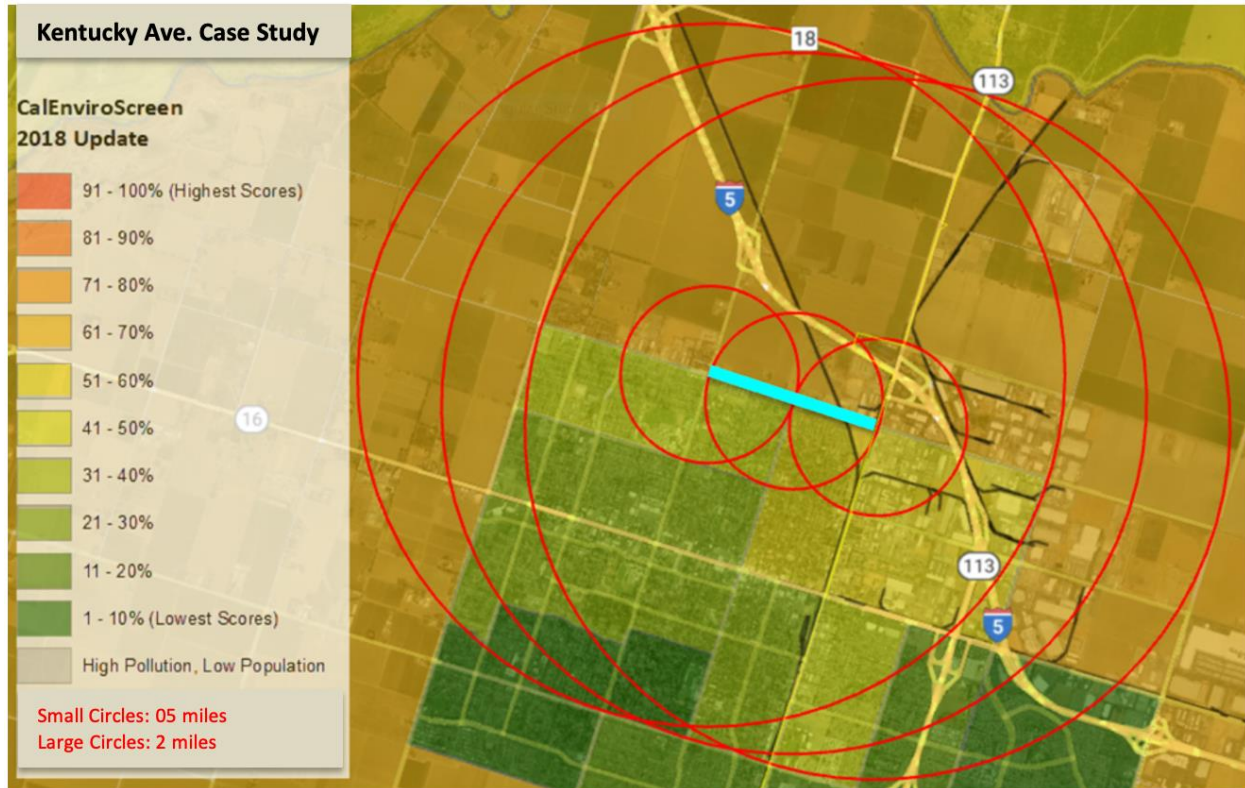 Kentucky Ave. Case Study
CalEnviroScreen
2018 Update
91 - 100% (Highest Scores)
81 - 90%
71 - 80%
61 - 70%
51 - 60%
41 - 50%
31 - 40%
21 - 30%
11 - 20%
1 - 10% (Lowest Scores)
High Pollution, Low Population
Small Circles: 05 miles
Large Circles: 2 miles
18
113
5
16
113
5